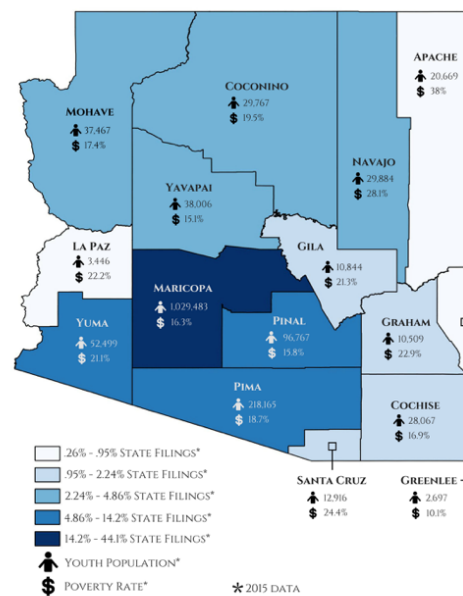 Apache
20,669
38%
Coconino
29,767
19.5%
Mohave
37,467
17.4%
Navajo
29,884
28.1%
Yavapai
38,006
15.1%
La Paz
3,446
22.2%
Gila
10,844
21.3%
Maricopa
1,029,483
16.3%
Yuma
52,499
21.1%
Pinal
96,767
15.8%
Graham
10,509
22.9%
Pima
218,165
18.7%
Cochise
28,067
16.9%
Santa Cruz
12,916
24.4%
Greenlee -
2,697
10.1%
.26% - .95% State Filings*
.95% - 2.24% State Filings*
2.24% - 4.86% State Filings*
4.86% - 14.2% State Filings*
14.2% - 44.1% State Filings*
Youth Population*
$ Poverty Rate*
* 2015 data